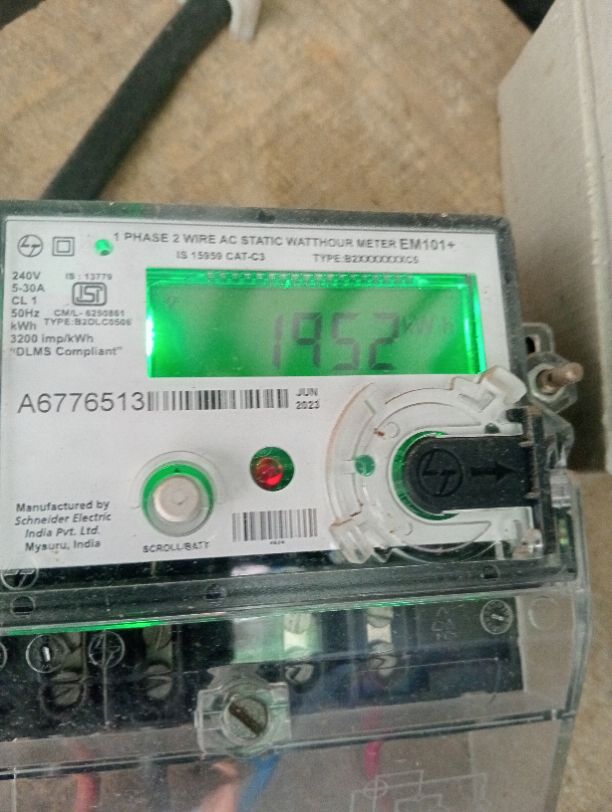 1 PHASE 2 WIRE AC STATIC WATTHOUR METER EM101+
IS 15959 CAT-C3 TYPE:B2XXXXXXXC6
240V IS : 13779
5-30A
CL 1
50Hz CM/L- 6250861
kWh TYPE:B2DLC0606
3200 imp/kWh
"DLMS Compliant"
1952 kWh
A6776513 JUN
2023
Manufactured by
Schneider Electric
India Pvt. Ltd.
Mysuru, India
SCROLL/BATT